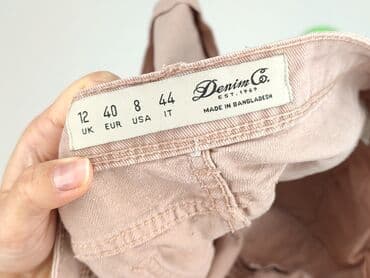 12 40 8 44
UK EUR USA IT
Denim Co.
EST. 1969
MADE IN BANGLADESH